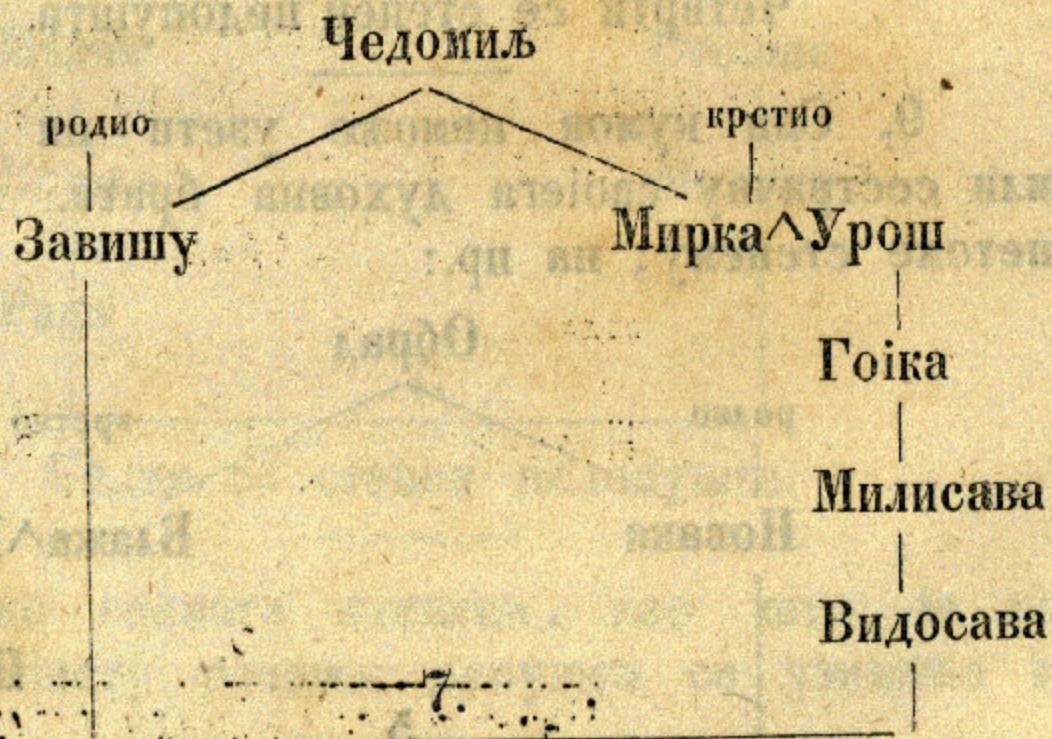 Чедомиљ
родио крстио
Завишу Мирка^Урош
Гоіка
Милисава
Видосава
7